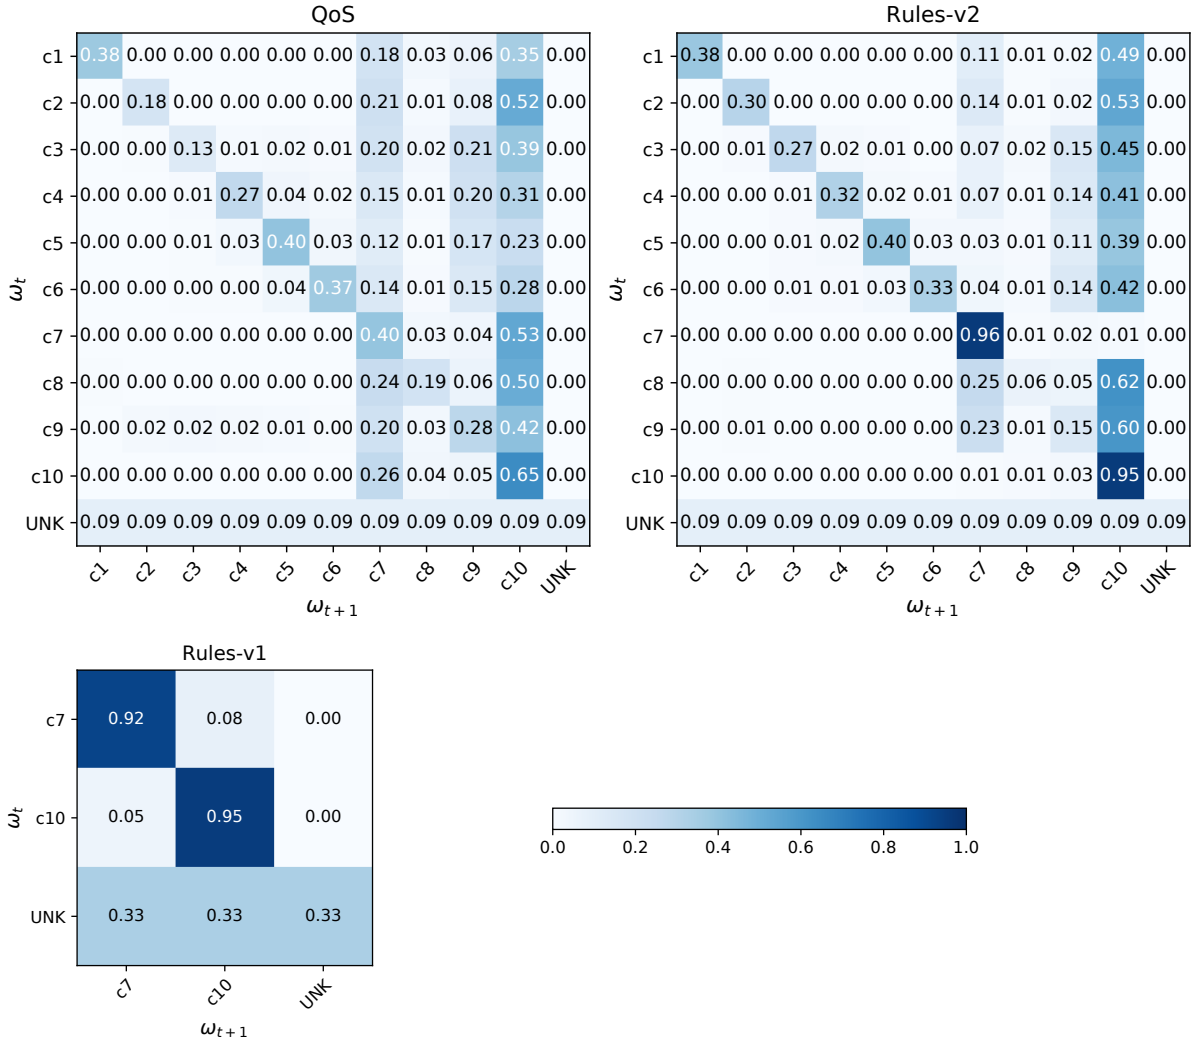 QoS
c1 0.38 0.00 0.00 0.00 0.00 0.00 0.18 0.03 0.06 0.35 0.00
c2 0.00 0.18 0.00 0.00 0.00 0.00 0.21 0.01 0.08 0.52 0.00
c3 0.00 0.00 0.13 0.01 0.02 0.01 0.20 0.02 0.21 0.39 0.00
c4 0.00 0.00 0.01 0.27 0.04 0.02 0.15 0.01 0.20 0.31 0.00
c5 0.00 0.00 0.01 0.03 0.40 0.03 0.12 0.01 0.17 0.23 0.00
c6 0.00 0.00 0.00 0.00 0.04 0.37 0.14 0.01 0.15 0.28 0.00
c7 0.00 0.00 0.00 0.00 0.00 0.00 0.40 0.03 0.04 0.53 0.00
c8 0.00 0.00 0.00 0.00 0.00 0.00 0.24 0.19 0.06 0.50 0.00
c9 0.00 0.02 0.02 0.02 0.01 0.00 0.20 0.03 0.28 0.42 0.00
c10 0.00 0.00 0.00 0.00 0.00 0.00 0.26 0.04 0.05 0.65 0.00
UNK 0.09 0.09 0.09 0.09 0.09 0.09 0.09 0.09 0.09 0.09 0.09
c1 c2 c3 c4 c5 c6 c7 c8 c9 c10 UNK
ω_t
ω_{t+1}
Rules-v2
c1 0.38 0.00 0.00 0.00 0.00 0.00 0.11 0.01 0.02 0.49 0.00
c2 0.00 0.30 0.00 0.00 0.00 0.00 0.14 0.01 0.02 0.53 0.00
c3 0.00 0.01 0.27 0.02 0.01 0.00 0.07 0.02 0.15 0.45 0.00
c4 0.00 0.00 0.01 0.32 0.02 0.01 0.07 0.01 0.14 0.41 0.00
c5 0.00 0.00 0.01 0.02 0.40 0.03 0.03 0.01 0.11 0.39 0.00
c6 0.00 0.00 0.01 0.01 0.03 0.33 0.04 0.01 0.14 0.42 0.00
c7 0.00 0.00 0.00 0.00 0.00 0.00 0.96 0.01 0.02 0.01 0.00
c8 0.00 0.00 0.00 0.00 0.00 0.00 0.25 0.06 0.05 0.62 0.00
c9 0.00 0.01 0.00 0.00 0.00 0.00 0.23 0.01 0.15 0.60 0.00
c10 0.00 0.00 0.00 0.00 0.00 0.00 0.01 0.01 0.03 0.95 0.00
UNK 0.09 0.09 0.09 0.09 0.09 0.09 0.09 0.09 0.09 0.09 0.09
c1 c2 c3 c4 c5 c6 c7 c8 c9 c10 UNK
ω_t
ω_{t+1}
Rules-v1
c7 0.92 0.08 0.00
c10 0.05 0.95 0.00
UNK 0.33 0.33 0.33
c7 c10 UNK
ω_t
ω_{t+1}
0.0 0.2 0.4 0.6 0.8 1.0